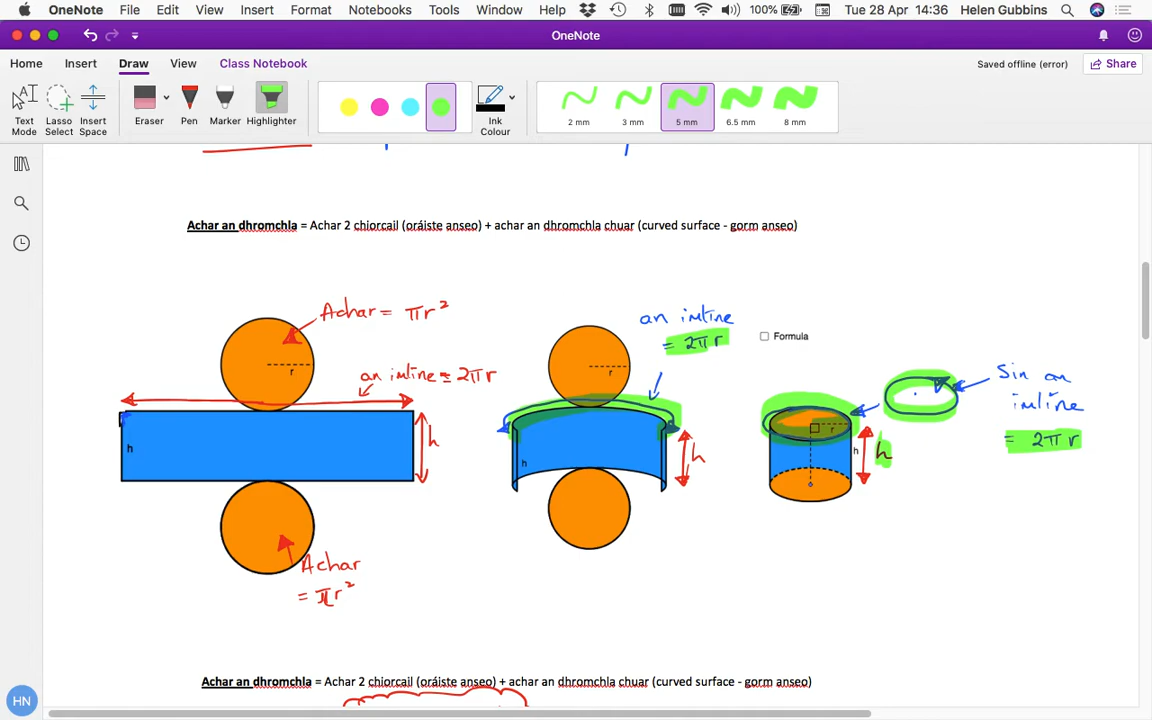 OneNote File Edit View Insert Format Notebooks Tools Window Help 100% Tue 28 Apr 14:36 Helen Gubbins
OneNote
Home Insert Draw View Class Notebook Saved offline (error) Share
Text Mode
Lasso Select
Insert Space
Eraser
Pen
Marker
Highlighter
Ink Colour
2 mm
3 mm
5 mm
6.5 mm
8 mm
Achar an dhromchla = Achar 2 chiorcail (oráiste anseo) + achar an dhromchla chuar (curved surface - gorm anseo)
Achar = πr²
an imlíne = 2πr
r
h
h
Achar
= πr²
an imlíne
= 2πr
r
h
h
Formula
r
h
h
Sin an
imlíne
= 2πr
Achar an dhromchla = Achar 2 chiorcail (oráiste anseo) + achar an dhromchla chuar (curved surface - gorm anseo)
HN